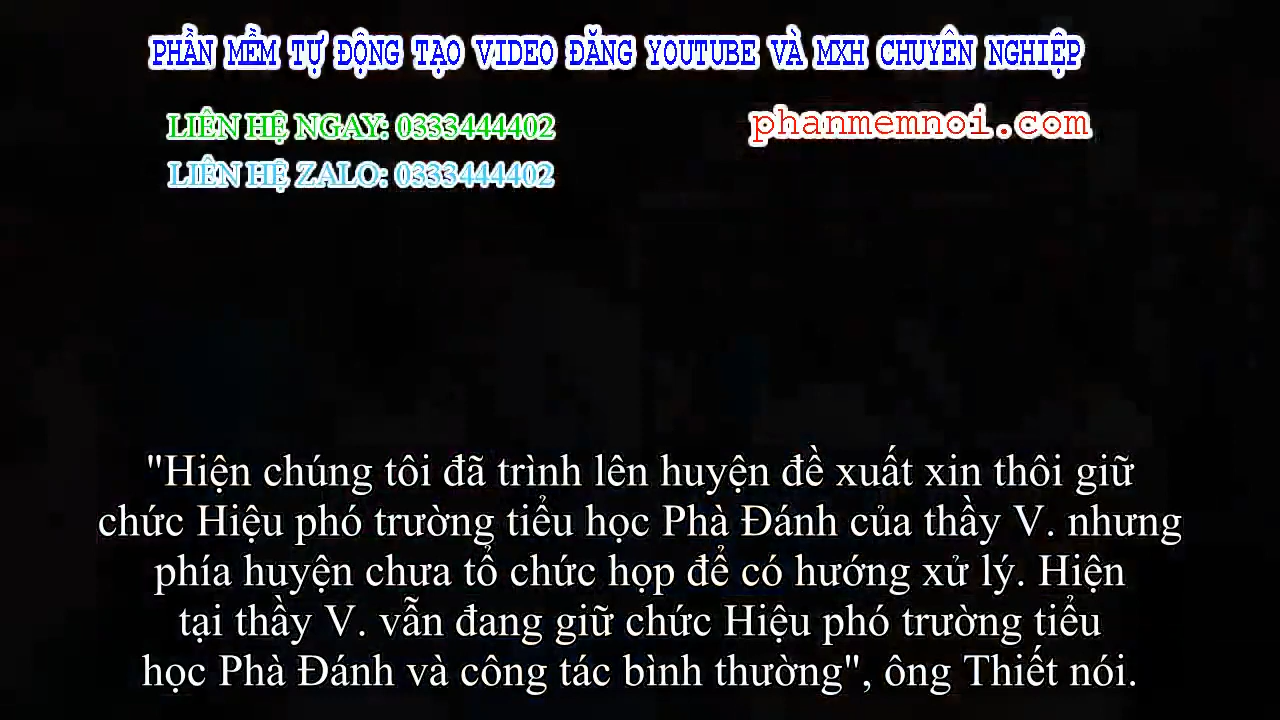 PHẦN MỀM TỰ ĐỘNG TẠO VIDEO ĐĂNG YOUTUBE VÀ MXH CHUYÊN NGHIỆP
LIÊN HỆ NGAY: 0333444402
phanmemnoi.com
LIÊN HỆ ZALO: 0333444402
"Hiện chúng tôi đã trình lên huyện đề xuất xin thôi giữ
chức Hiệu phó trường tiểu học Phà Đánh của thầy V. nhưng
phía huyện chưa tổ chức họp để có hướng xử lý. Hiện
tại thầy V. vẫn đang giữ chức Hiệu phó trường tiểu
học Phà Đánh và công tác bình thường", ông Thiết nói.